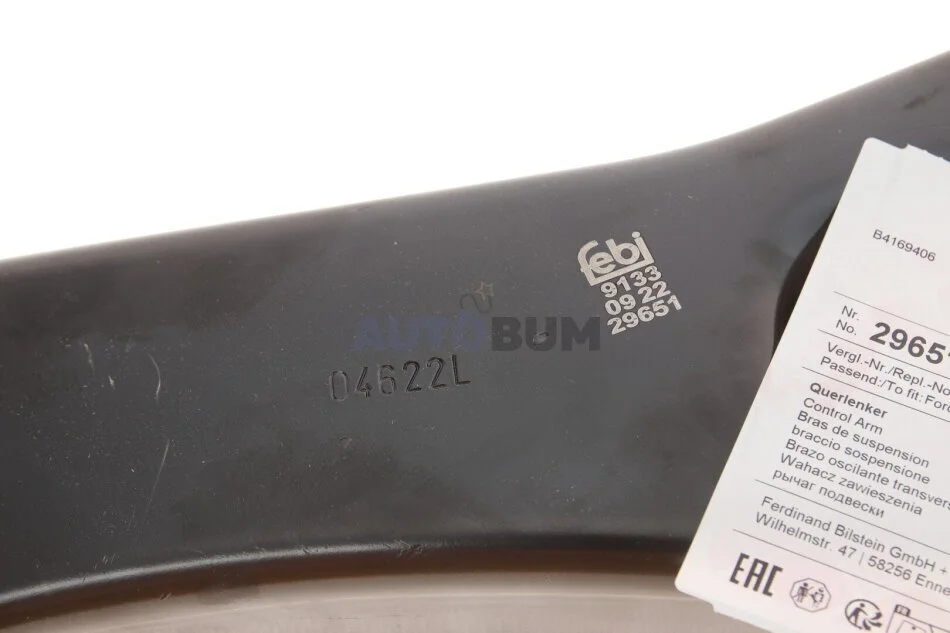 febi
9133
09 22
29651
AUTOBUM
04622L
B4169406
Nr.
No. 2965
Vergl.-Nr./Repl.-No
Passend:/To fit: Ford
Querlenker
Control Arm
Bras de suspension
braccio sospensione
Brazo oscilante transvers
Wahacz zawieszenia
рычаг подвески
Ferdinand Bilstein GmbH +
Wilhelmstr. 47 | 58256 Enne
EAC
FR